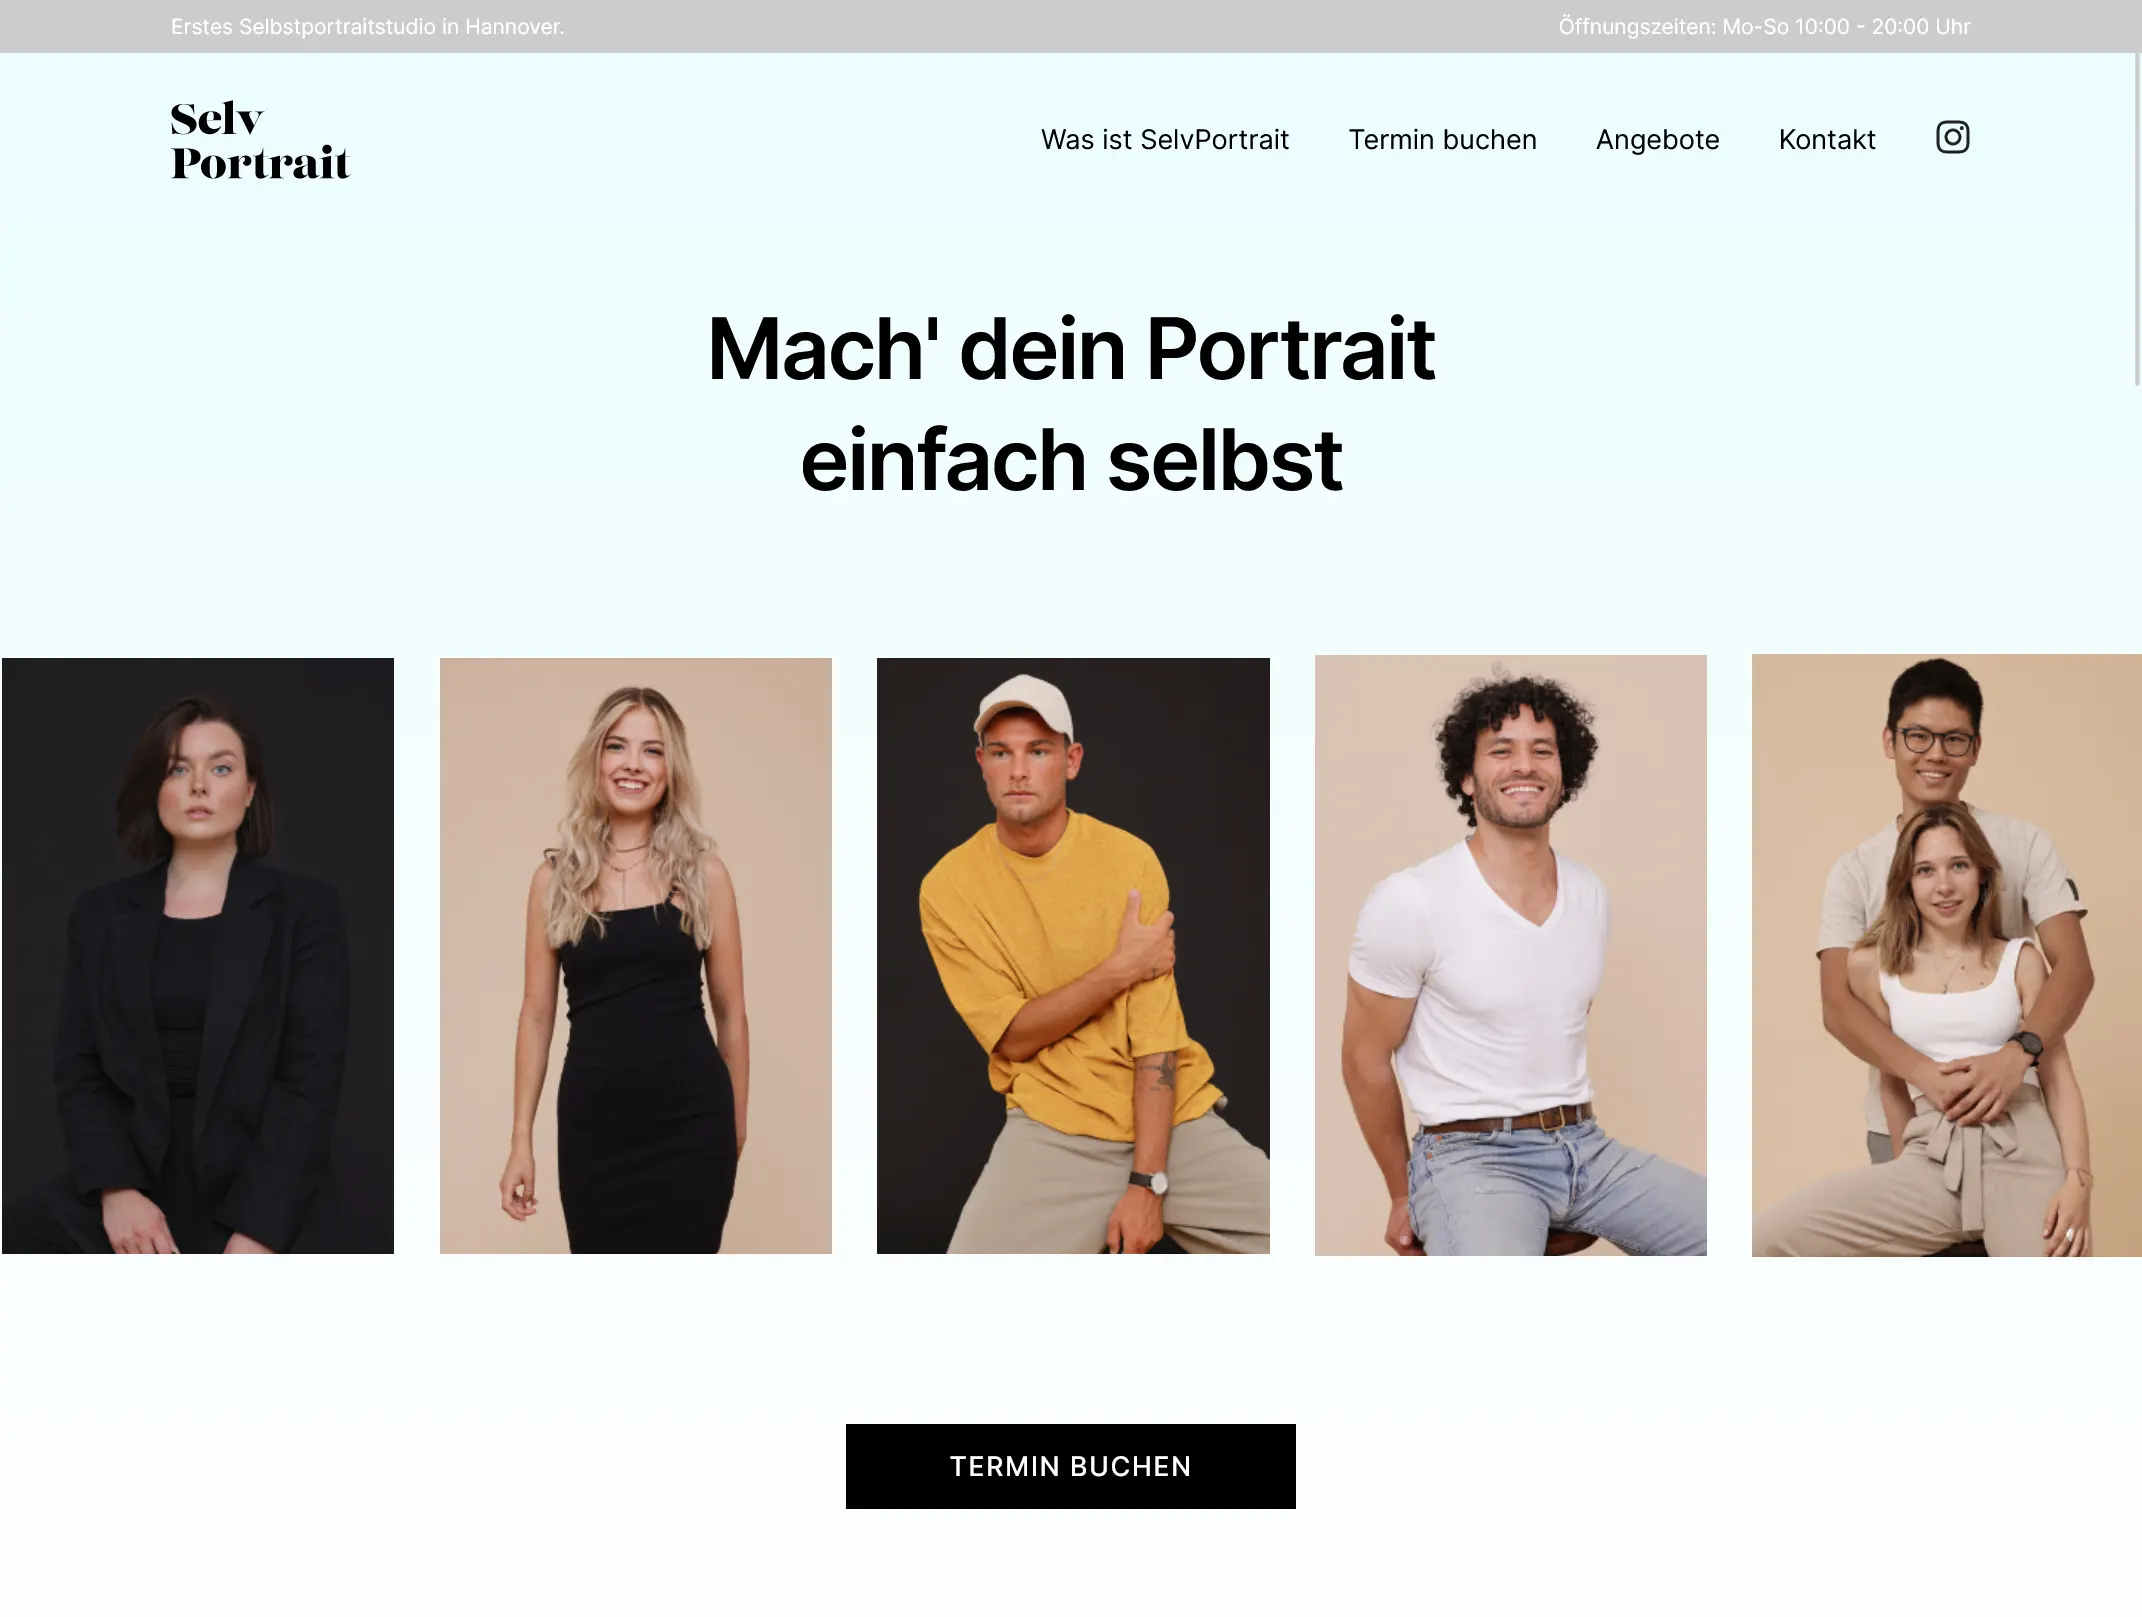 Erstes Selbstportraitstudio in Hannover.
Öffnungszeiten: Mo-So 10:00 - 20:00 Uhr
Selv
Portrait
Was ist SelvPortrait
Termin buchen
Angebote
Kontakt
Mach' dein Portrait
einfach selbst
TERMIN BUCHEN